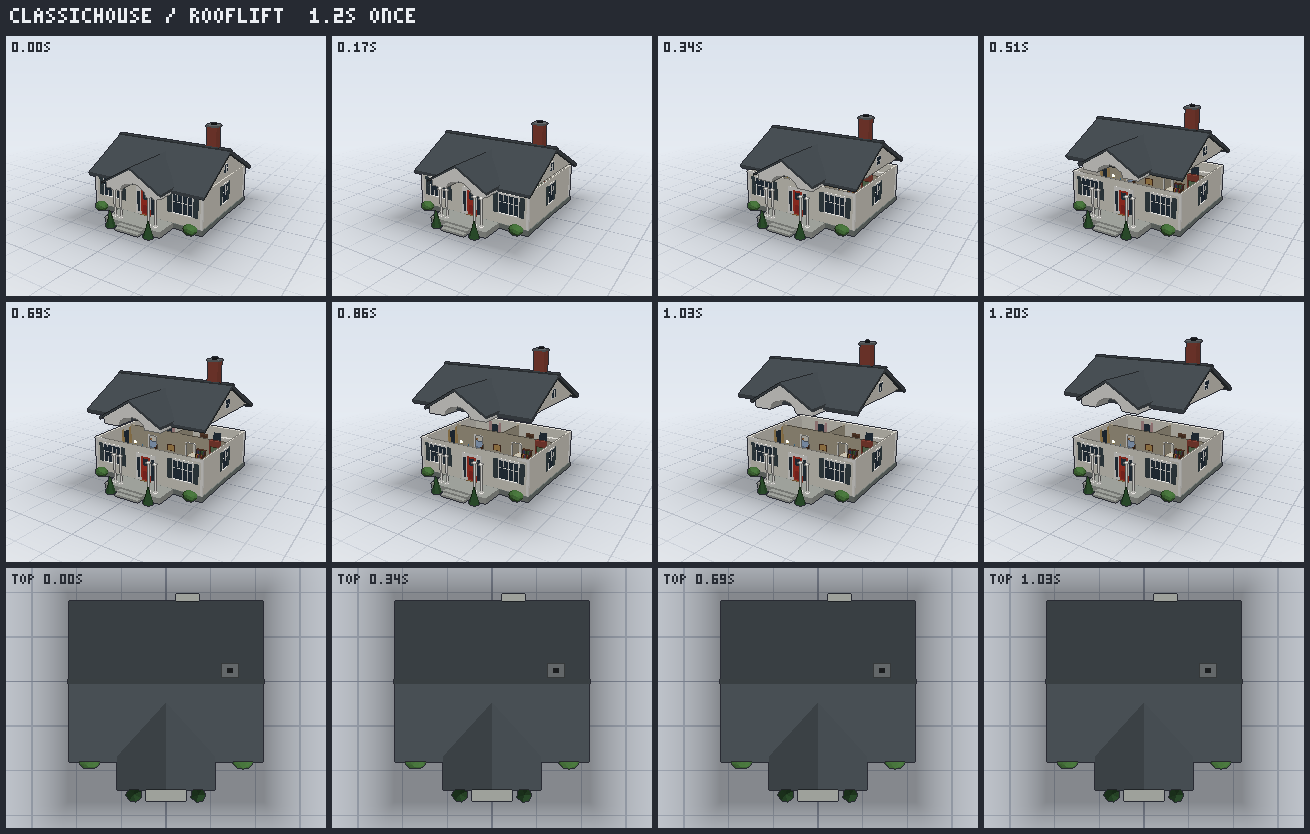 CLASSICHOUSE / ROOFLIFT 1.2S ONCE
0.00S
0.17S
0.34S
0.51S
0.69S
0.86S
1.03S
1.20S
TOP 0.00S
TOP 0.34S
TOP 0.69S
TOP 1.03S